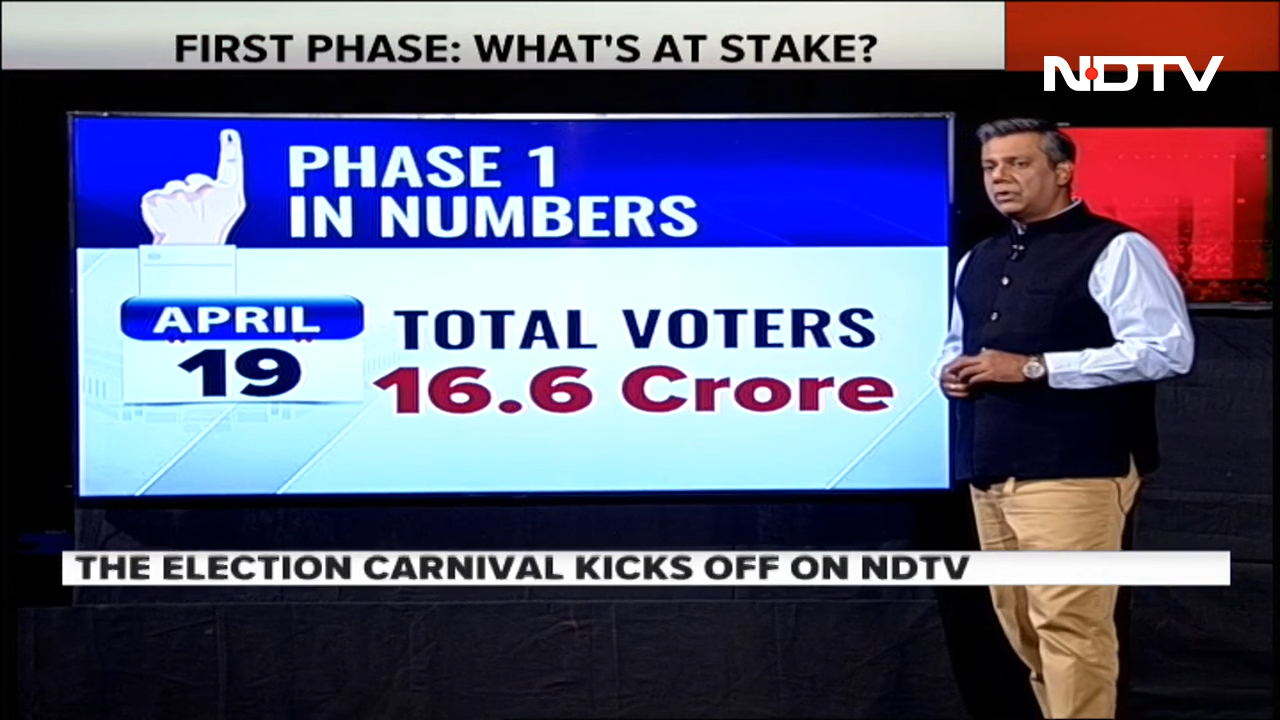 FIRST PHASE: WHAT'S AT STAKE?
NDTV
PHASE 1
IN NUMBERS
APRIL
19
TOTAL VOTERS
16.6 Crore
THE ELECTION CARNIVAL KICKS OFF ON NDTV